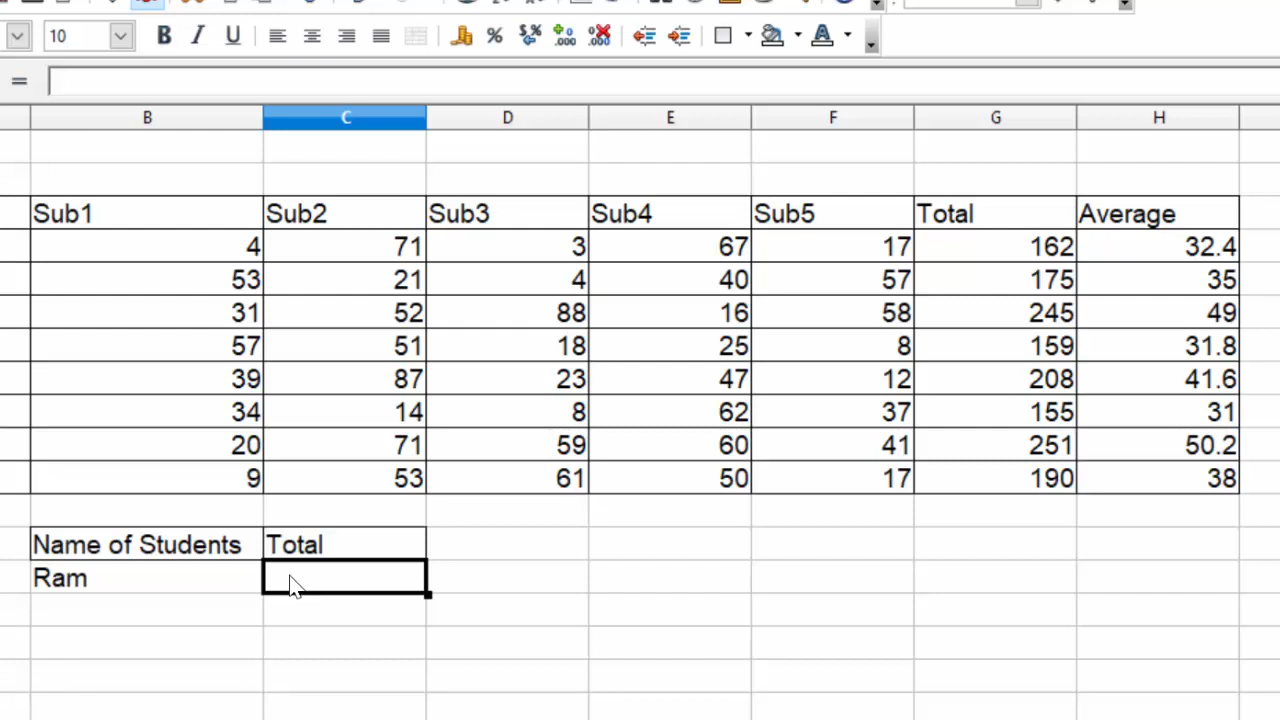 10 B I U % $% .000 .000 A
=
B C D E F G H
Sub1 Sub2 Sub3 Sub4 Sub5 Total Average
4 71 3 67 17 162 32.4
53 21 4 40 57 175 35
31 52 88 16 58 245 49
57 51 18 25 8 159 31.8
39 87 23 47 12 208 41.6
34 14 8 62 37 155 31
20 71 59 60 41 251 50.2
9 53 61 50 17 190 38
Name of Students Total
Ram